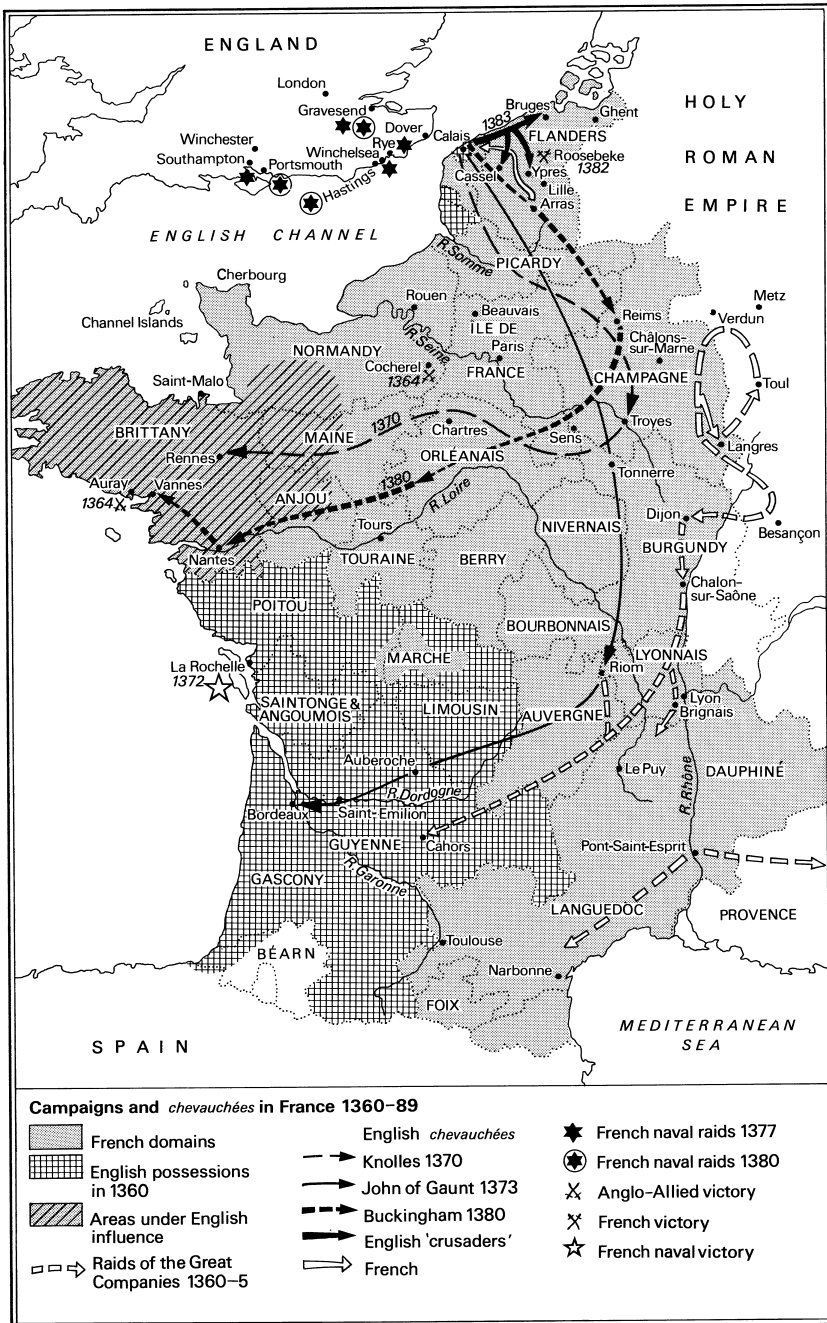 ENGLAND
London
Gravesend
Dover
Winchester
Southampton
Portsmouth
Rye
Winchelsea
Hastings
Calais
1383
Bruges
Ghent
FLANDERS
Roosebeke
1382
Cassel
Ypres
Lille
Arras
HOLY
ROMAN
EMPIRE
ENGLISH CHANNEL
R. Somme
PICARDY
Cherbourg
Channel Islands
Rouen
Beauvais
ÎLE DE
FRANCE
Paris
R. Seine
Reims
Verdun
Metz
Châlons-
sur-Marne
NORMANDY
Cocherel
1364
CHAMPAGNE
Toul
Saint-Malo
BRITTANY
MAINE
1370
Chartres
Sens
Troyes
Langres
Rennes
ORLÉANAIS
Tonnerre
Auray
1364
Vannes
ANJOU
1380
R. Loire
Tours
NIVERNAIS
Dijon
Besançon
BURGUNDY
Nantes
TOURAINE
BERRY
Chalon-
sur-Saône
POITOU
BOURBONNAIS
La Rochelle
1372
MARCHE
LYONNAIS
Riom
SAINTONGE &
ANGOUMOIS
LIMOUSIN
AUVERGNE
Lyon
Brignais
Auberoche
Le Puy
DAUPHINÉ
R. Rhône
R. Dordogne
Bordeaux
Saint-Emilion
GUYENNE
Cahors
Pont-Saint-Esprit
GASCONY
R. Garonne
LANGUEDOC
PROVENCE
BÉARN
Toulouse
Narbonne
FOIX
SPAIN
MEDITERRANEAN
SEA
Campaigns and chevauchées in France 1360–89
French domains
English possessions
in 1360
Areas under English
influence
Raids of the Great
Companies 1360–5
English chevauchées
Knolles 1370
John of Gaunt 1373
Buckingham 1380
English 'crusaders'
French
French naval raids 1377
French naval raids 1380
Anglo-Allied victory
French victory
French naval victory